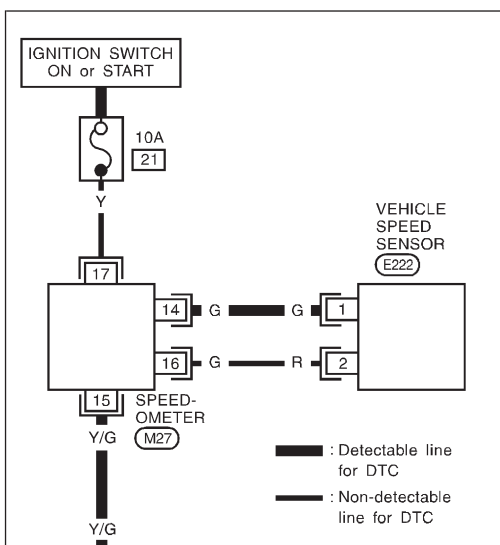 IGNITION SWITCH
ON or START
10A
21
Y
VEHICLE
SPEED
SENSOR
E222
17
14
G
G
1
16
G
R
2
15
SPEED-
OMETER
M27
Y/G
: Detectable line
for DTC
: Non-detectable
line for DTC
Y/G